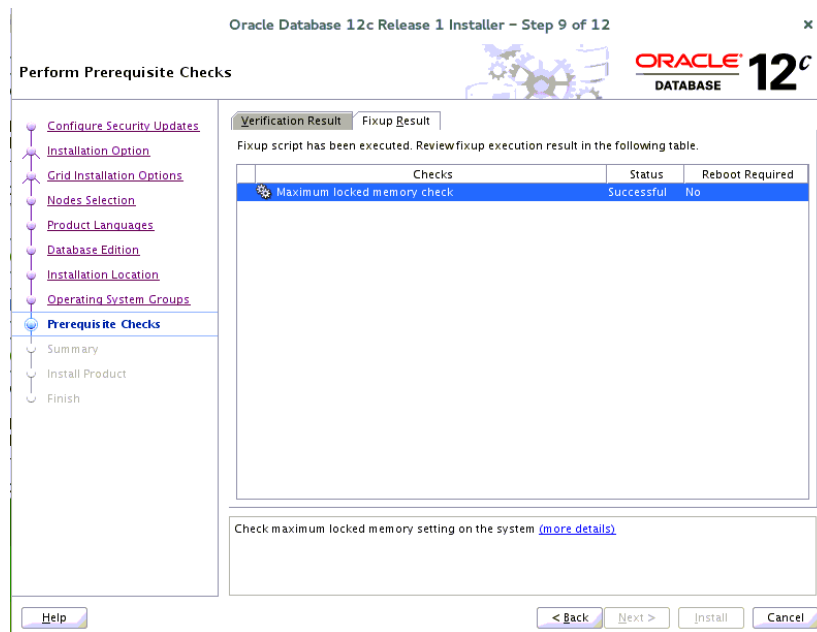 Oracle Database 12c Release 1 Installer – Step 9 of 12
Perform Prerequisite Checks
ORACLE
DATABASE
12c
Configure Security Updates
Installation Option
Grid Installation Options
Nodes Selection
Product Languages
Database Edition
Installation Location
Operating System Groups
Prerequisite Checks
Summary
Install Product
Finish
Verification Result Fixup Result
Fixup script has been executed. Review fixup execution result in the following table.
Checks Status Reboot Required
Maximum locked memory check Successful No
Check maximum locked memory setting on the system (more details)
Help < Back Next > Install Cancel